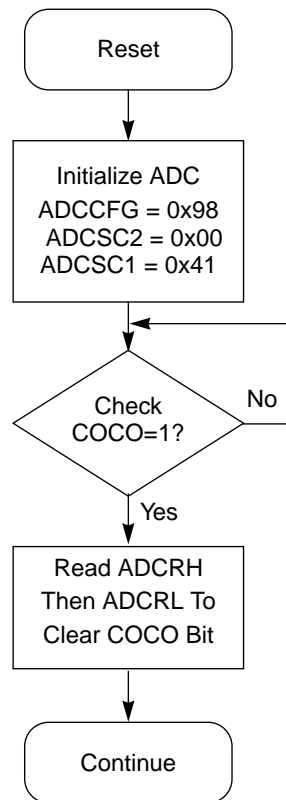 Reset
Initialize ADC
ADCCFG = 0x98
ADCSC2 = 0x00
ADCSC1 = 0x41
Check
COCO=1?
No
Yes
Read ADCRH
Then ADCRL To
Clear COCO Bit
Continue